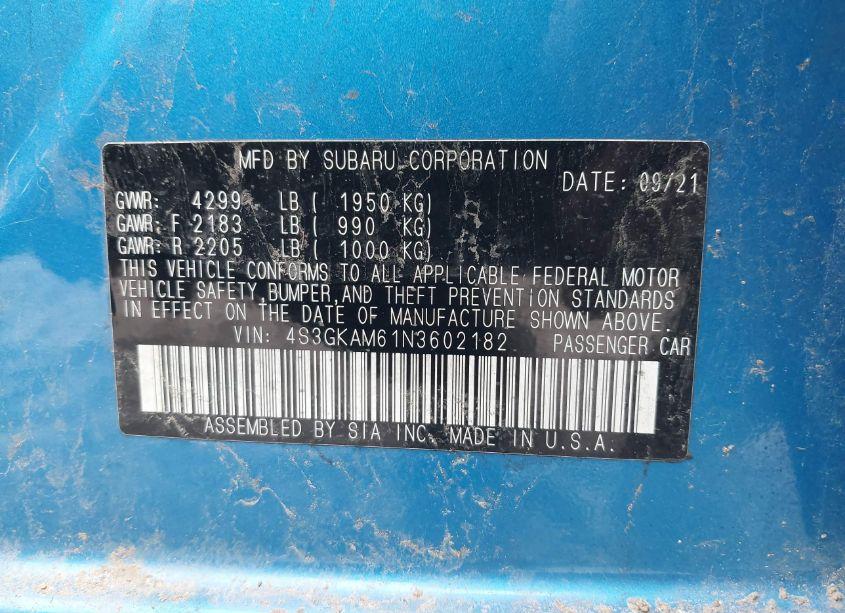 MFD BY SUBARU CORPORATION
DATE: 09/21
GVWR: 4299 LB ( 1950 KG)
GAWR: F 2183 LB ( 990 KG)
GAWR: R 2205 LB ( 1000 KG)
THIS VEHICLE CONFORMS TO ALL APPLICABLE FEDERAL MOTOR
VEHICLE SAFETY,BUMPER,AND THEFT PREVENTION STANDARDS
IN EFFECT ON THE DATE OF MANUFACTURE SHOWN ABOVE.
VIN: 4S3GKAM61N3602182 PASSENGER CAR
ASSEMBLED BY SIA INC. MADE IN U.S.A.